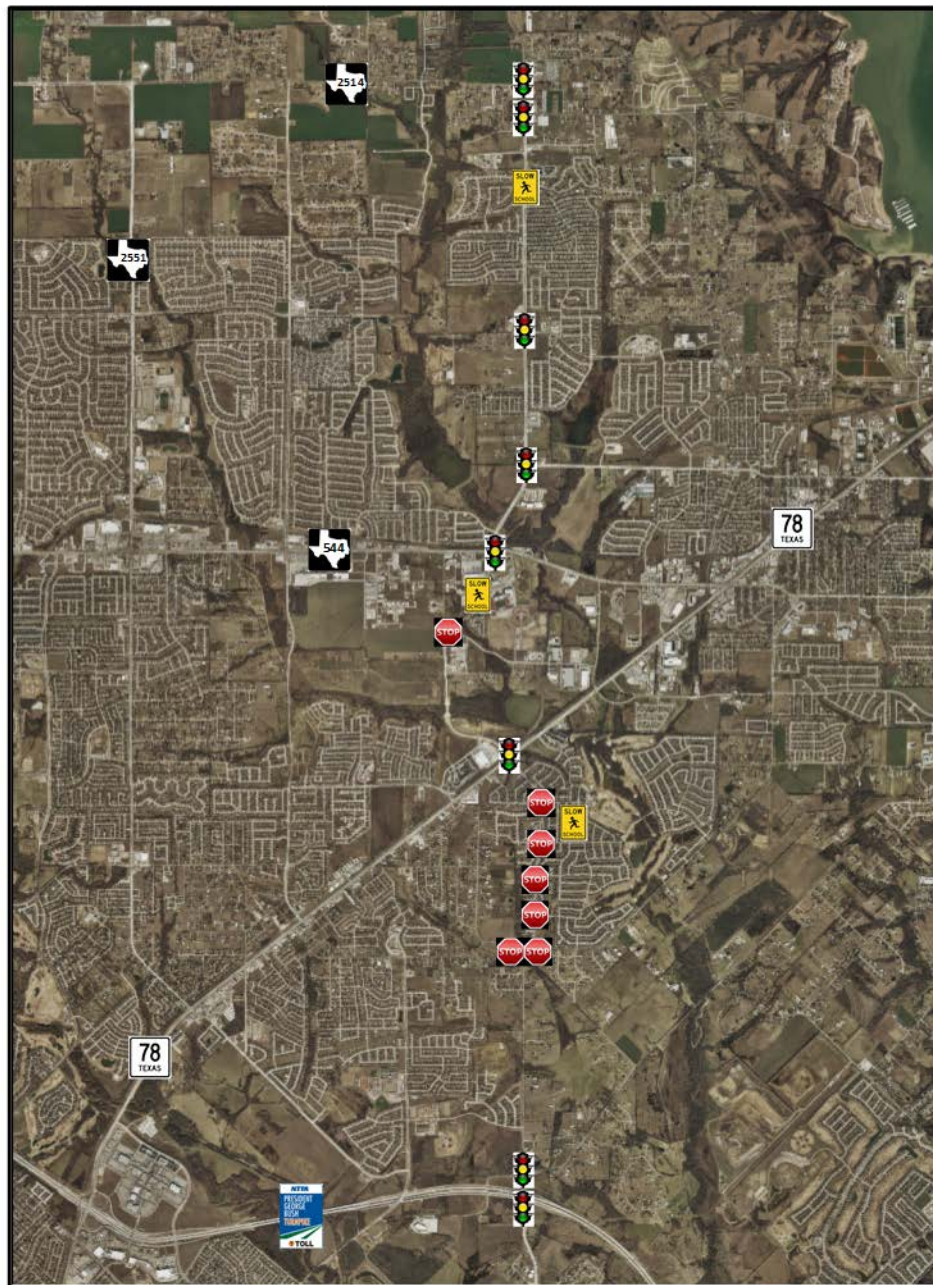 2514
SLOW
SCHOOL
2551
78
TEXAS
544
SLOW
SCHOOL
STOP
STOP
SLOW
SCHOOL
STOP
STOP
STOP
STOP STOP
78
TEXAS
NTTA
PRESIDENT
GEORGE
BUSH
TURNPIKE
TOLL